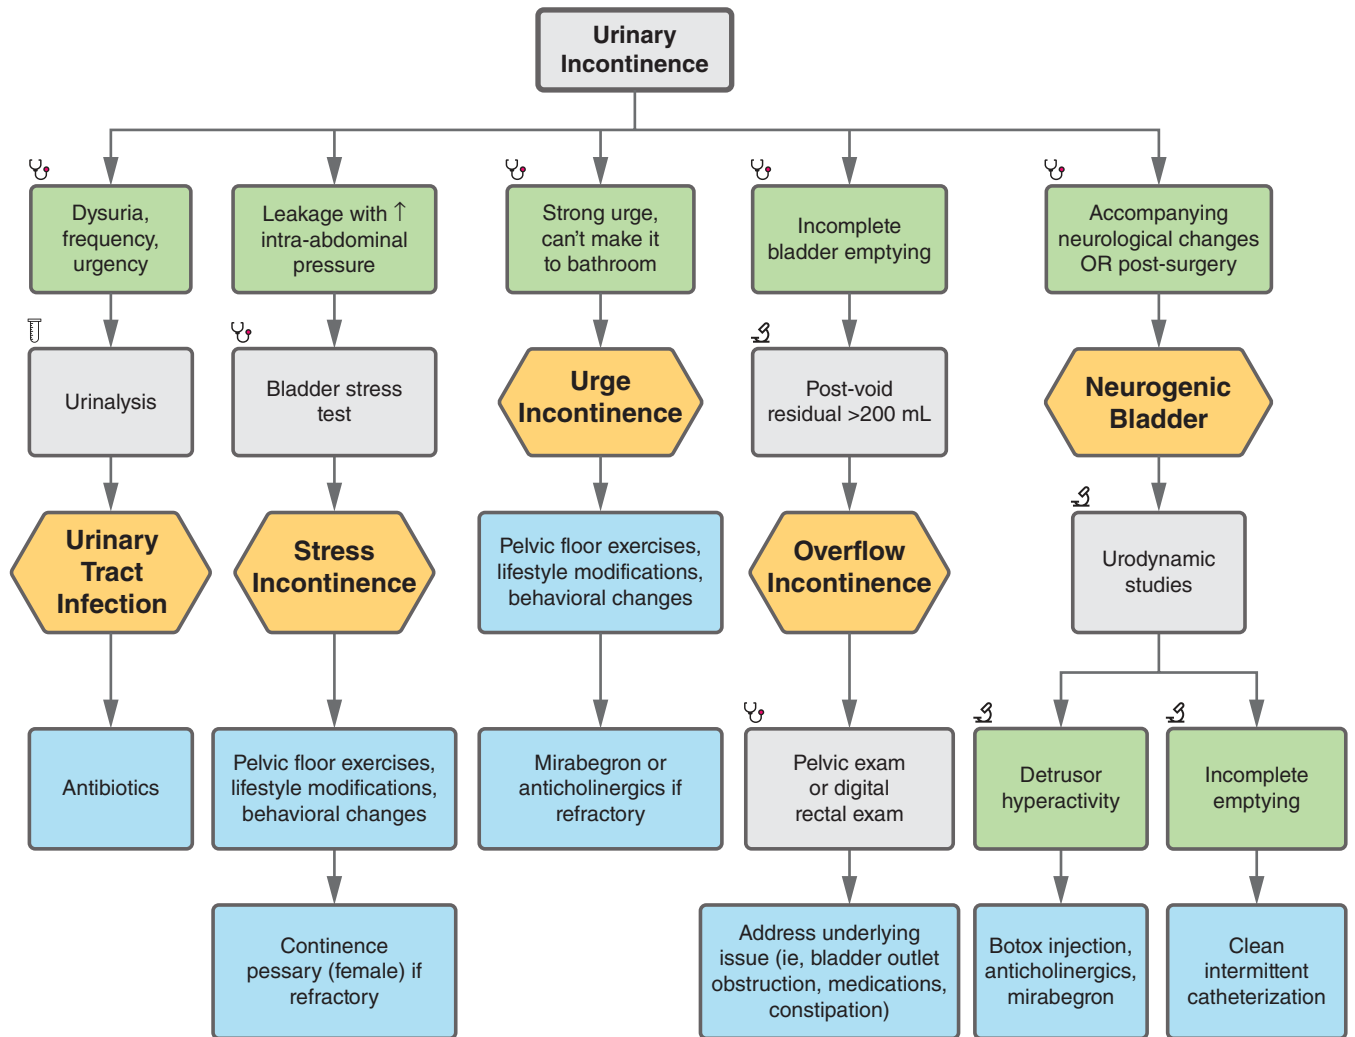 Urinary
Incontinence
Dysuria,
frequency,
urgency
Leakage with ↑
intra-abdominal
pressure
Strong urge,
can't make it
to bathroom
Incomplete
bladder emptying
Accompanying
neurological changes
OR post-surgery
Urinalysis
Bladder stress
test
Urge
Incontinence
Post-void
residual >200 mL
Neurogenic
Bladder
Urinary
Tract
Infection
Stress
Incontinence
Pelvic floor exercises,
lifestyle modifications,
behavioral changes
Overflow
Incontinence
Urodynamic
studies
Antibiotics
Pelvic floor exercises,
lifestyle modifications,
behavioral changes
Mirabegron or
anticholinergics if
refractory
Pelvic exam
or digital
rectal exam
Detrusor
hyperactivity
Incomplete
emptying
Continence
pessary (female) if
refractory
Address underlying
issue (ie, bladder outlet
obstruction, medications,
constipation)
Botox injection,
anticholinergics,
mirabegron
Clean
intermittent
catheterization